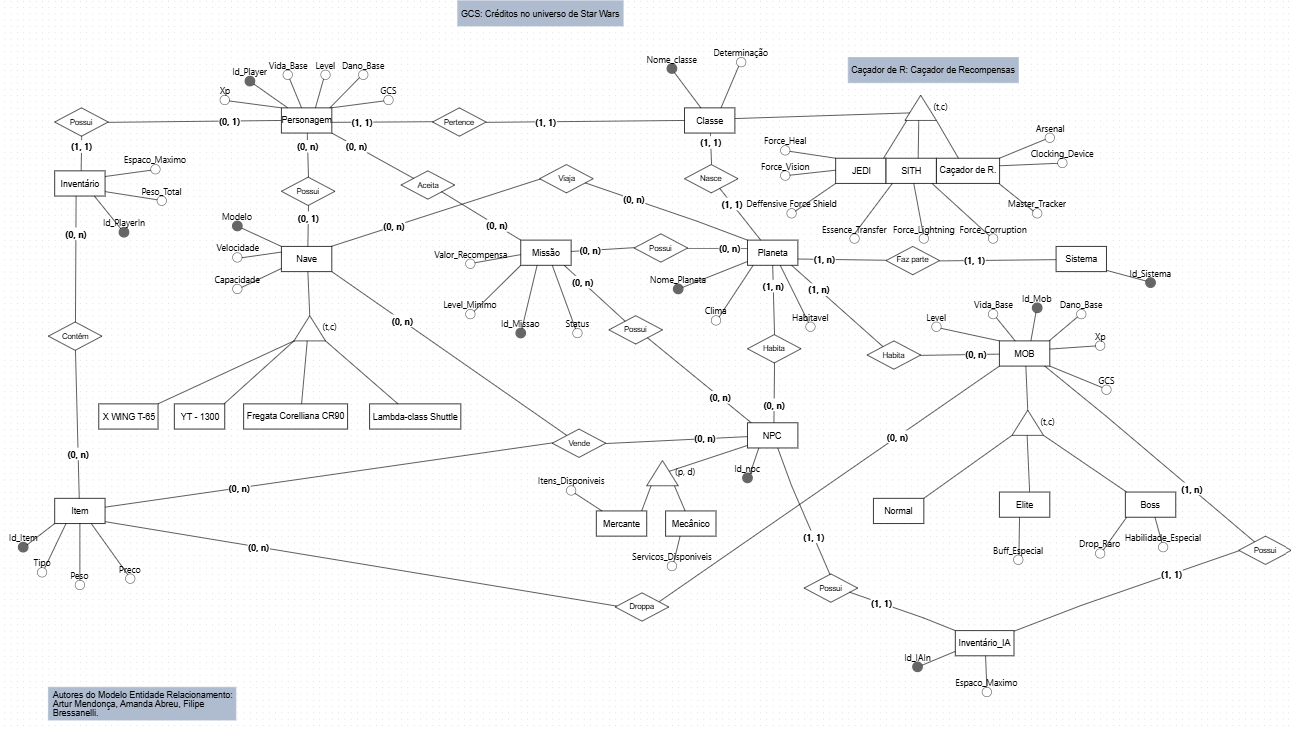 GCS: Créditos no universo de Star Wars
Caçador de R: Caçador de Recompensas
Id_Player
Vida_Base
Level
Dano_Base
Xp
GCS
Nome_classe
Determinação
Possui
(0, 1)
Personagem
(1, 1)
Pertence
(1, 1)
Classe
(t,c)
(1, 1)
(0, n)
(0, n)
(1, 1)
Espaco_Maximo
Inventário
Peso_Total
Id_PlayerIn
(0, n)
Possui
(0, 1)
Aceita
(0, n)
Viaja
(0, n)
(0, n)
Nasce
(1, 1)
Force_Heal
Force_Vision
Deffensive Force Shield
JEDI
SITH
Caçador de R.
Arsenal
Clocking_Device
Master_Tracker
Essence_Transfer
Force_Lightning
Force_Corruption
Modelo
Velocidade
Capacidade
Nave
Valor_Recompensa
Missão
(0, n)
Possui
(0, n)
Planeta
(1, n)
Faz parte
(1, 1)
Sistema
Id_Sistema
Level_Minimo
Id_Missao
Status
(0, n)
Nome_Planeta
Clima
Habitavel
(1, n)
(1, n)
Contêm
(t,c)
(0, n)
Possui
Habita
Habita
(0, n)
Level
Vida_Base
Id_Mob
Dano_Base
Xp
GCS
MOB
X WING T-65
YT - 1300
Fregata Corelliana CR90
Lambda-class Shuttle
(0, n)
(0, n)
(0, n)
Vende
(0, n)
NPC
(0, n)
(t,c)
(0, n)
(0, n)
Item
Id_Item
Tipo
Peso
Preco
(0, n)
Itens_Disponiveis
(p, d)
Id_npc
Mercante
Mecânico
Servicos_Disponiveis
Normal
Elite
Boss
(1, n)
Buff_Especial
Drop_Raro
Habilidade_Especial
(1, 1)
Possui
(1, 1)
Droppa
Possui
(1, 1)
Inventário_IA
Id_IAIn
Espaco_Maximo
Autores do Modelo Entidade Relacionamento:
Artur Mendonça, Amanda Abreu, Filipe
Bressanelli.